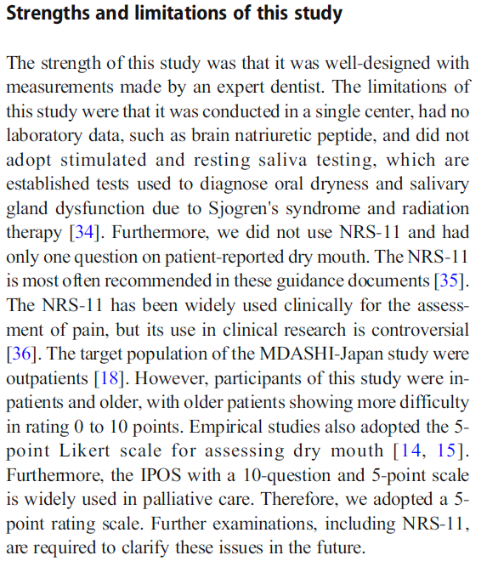 Strengths and limitations of this study
The strength of this study was that it was well-designed with
measurements made by an expert dentist. The limitations of
this study were that it was conducted in a single center, had no
laboratory data, such as brain natriuretic peptide, and did not
adopt stimulated and resting saliva testing, which are
established tests used to diagnose oral dryness and salivary
gland dysfunction due to Sjogren's syndrome and radiation
therapy [34]. Furthermore, we did not use NRS-11 and had
only one question on patient-reported dry mouth. The NRS-11
is most often recommended in these guidance documents [35].
The NRS-11 has been widely used clinically for the assess-
ment of pain, but its use in clinical research is controversial
[36]. The target population of the MDASHI-Japan study were
outpatients [18]. However, participants of this study were in-
patients and older, with older patients showing more difficulty
in rating 0 to 10 points. Empirical studies also adopted the 5-
point Likert scale for assessing dry mouth [14, 15].
Furthermore, the IPOS with a 10-question and 5-point scale
is widely used in palliative care. Therefore, we adopted a 5-
point rating scale. Further examinations, including NRS-11,
are required to clarify these issues in the future.